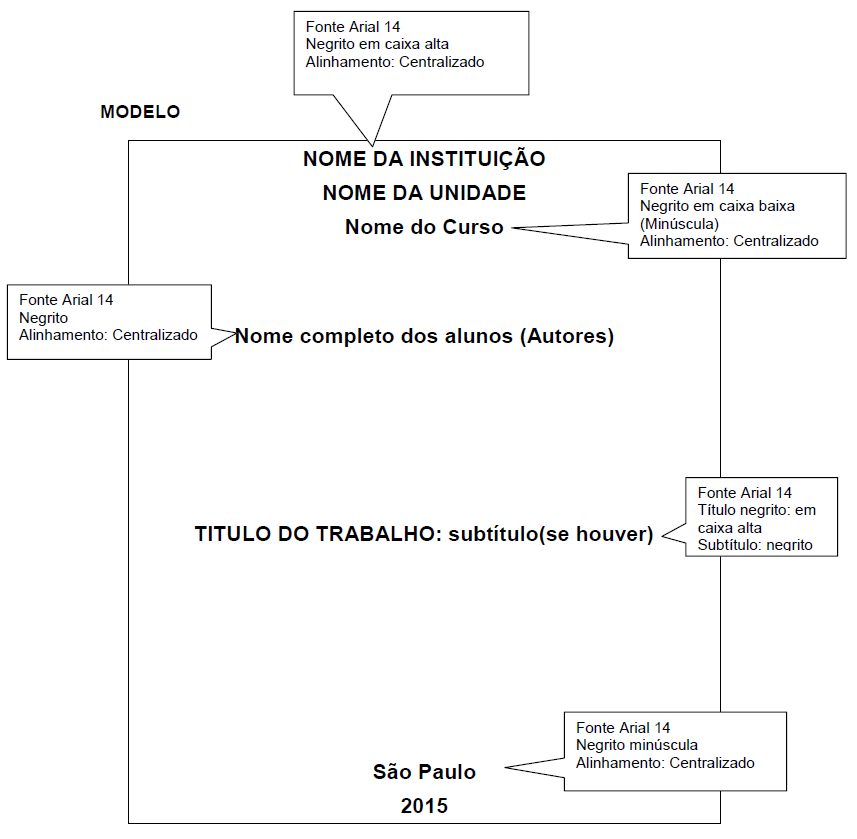 Fonte Arial 14
Negrito em caixa alta
Alinhamento: Centralizado
MODELO
NOME DA INSTITUIÇÃO
NOME DA UNIDADE
Nome do Curso
Fonte Arial 14
Negrito em caixa baixa
(Minúscula)
Alinhamento: Centralizado
Fonte Arial 14
Negrito
Alinhamento: Centralizado
Nome completo dos alunos (Autores)
Fonte Arial 14
Título negrito: em
caixa alta
Subtítulo: negrito
TITULO DO TRABALHO: subtítulo(se houver)
Fonte Arial 14
Negrito minúscula
Alinhamento: Centralizado
São Paulo
2015